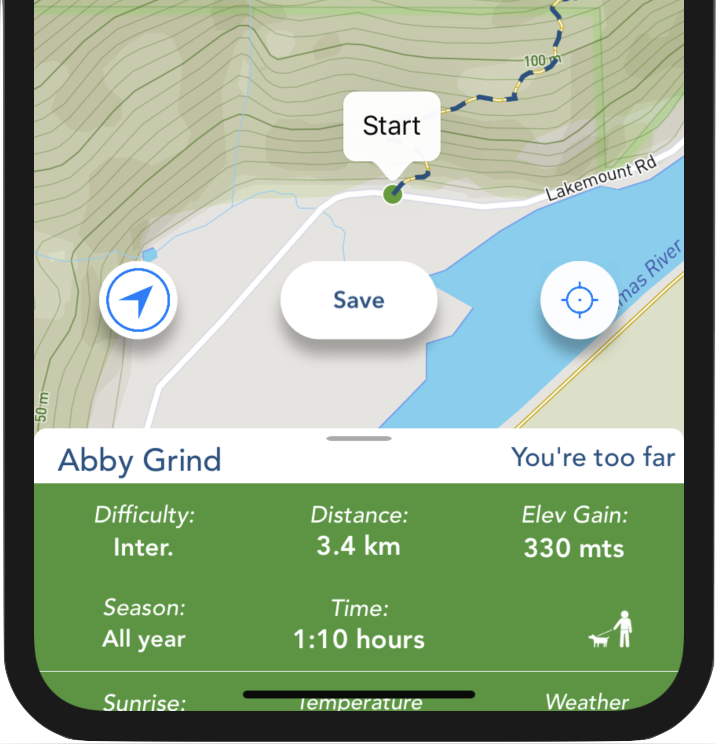 100 m
Start
Lakemount Rd
mas River
Save
50 m
Abby Grind
You're too far
Difficulty:
Distance:
Elev Gain:
Inter.
3.4 km
330 mts
Season:
Time:
All year
1:10 hours
Sunrise:
Temperature
Weather